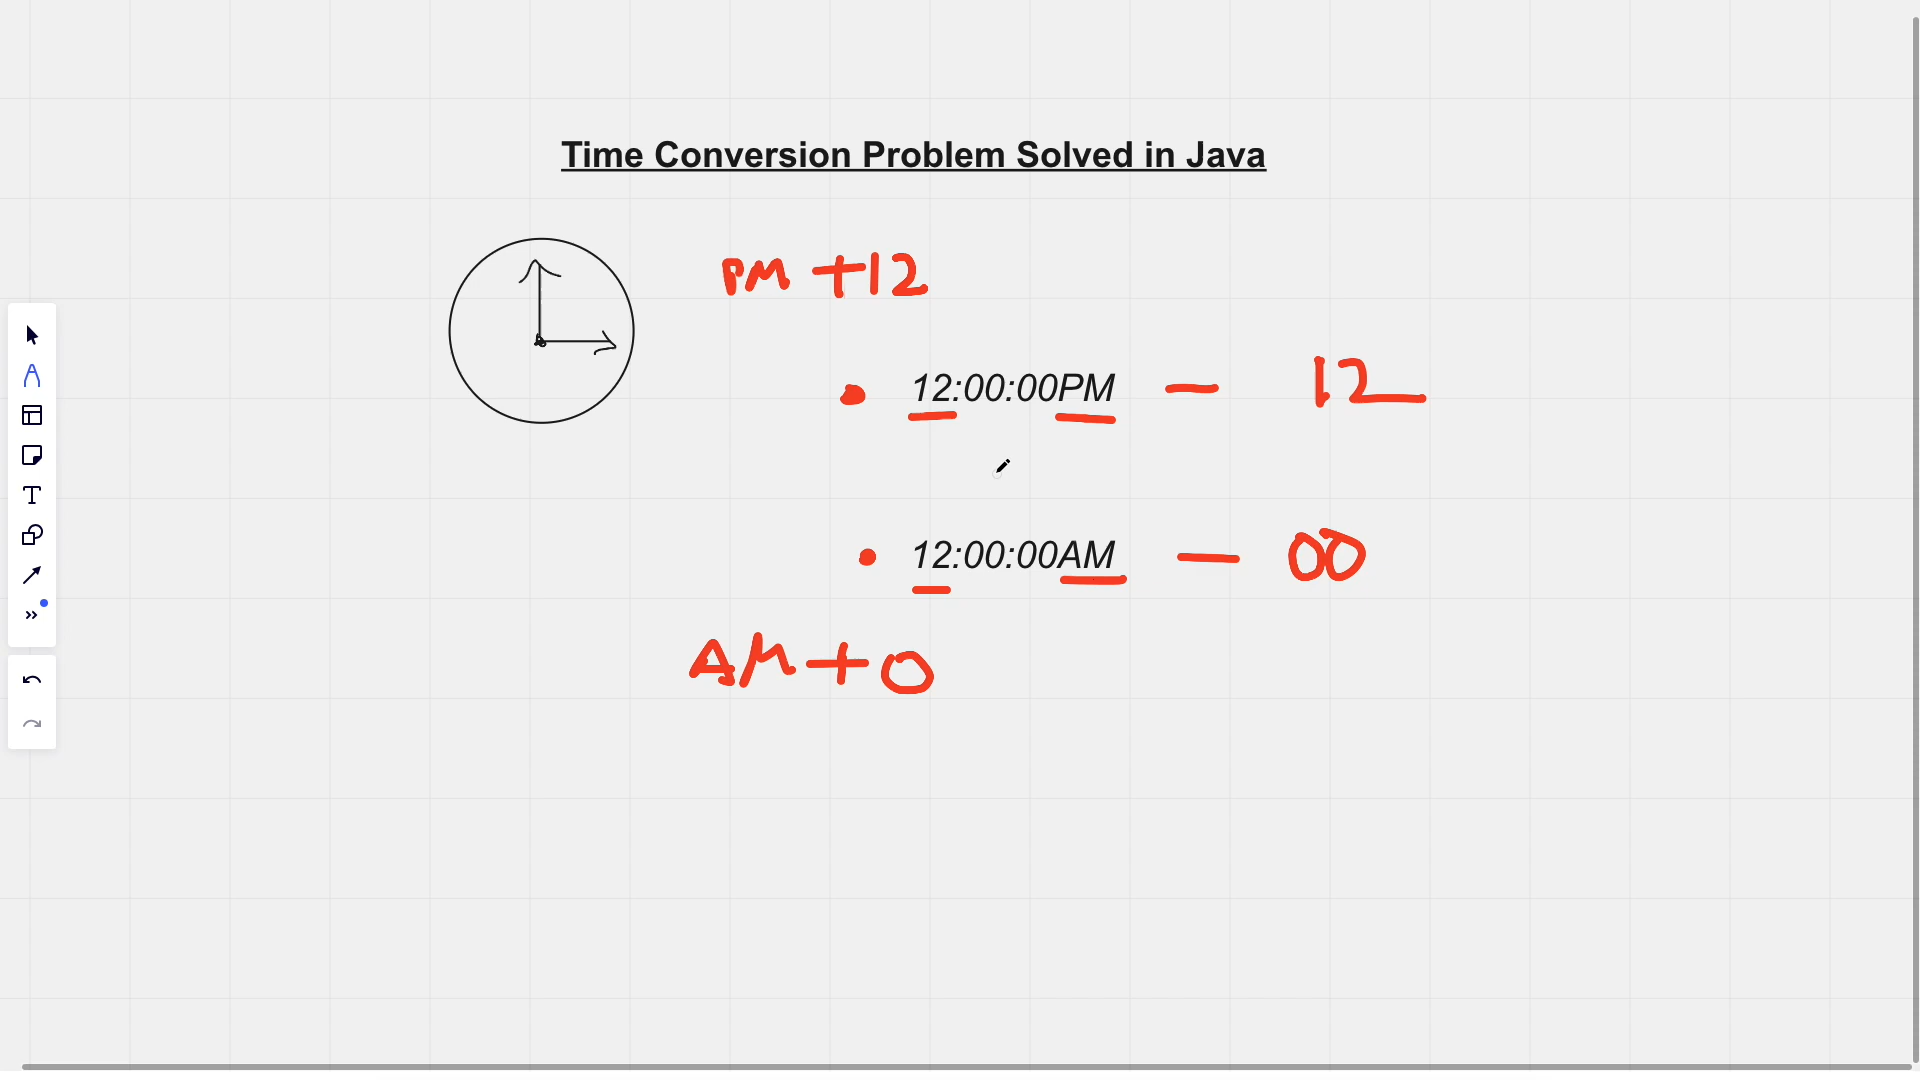 Time Conversion Problem Solved in Java
PM +12
• 12:00:00PM — 12
• 12:00:00AM — 00
AM + 0